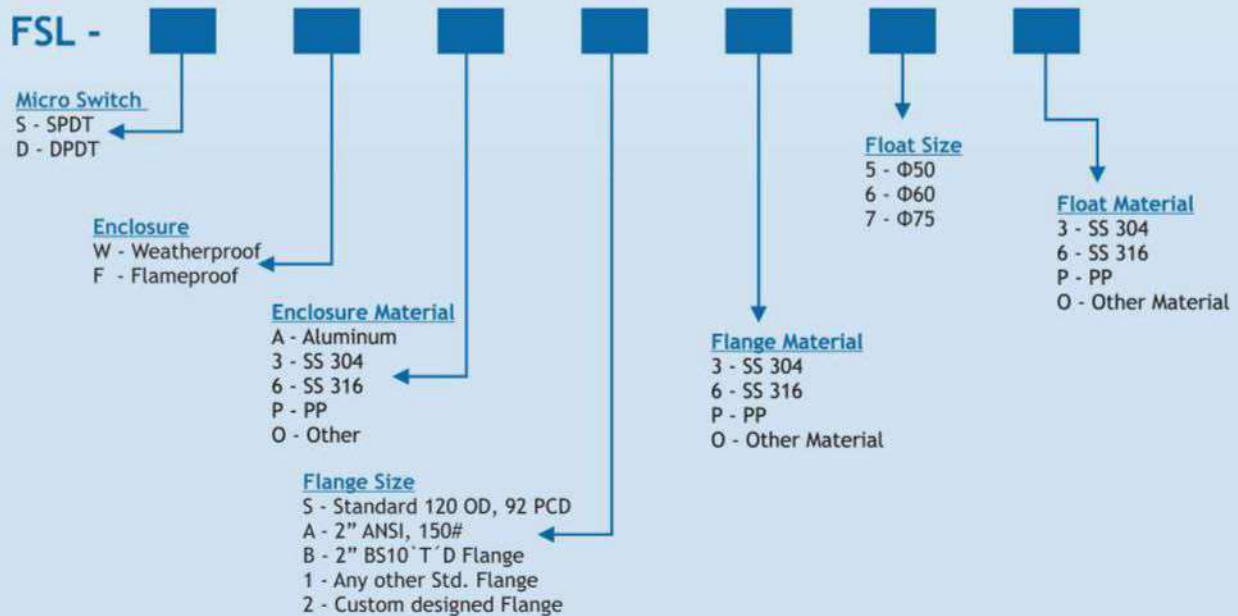 FSL -
Micro Switch
S - SPDT
D - DPDT
Enclosure
W - Weatherproof
F - Flameproof
Enclosure Material
A - Aluminum
3 - SS 304
6 - SS 316
P - PP
O - Other
Flange Size
S - Standard 120 OD, 92 PCD
A - 2” ANSI, 150#
B - 2” BS10`T´D Flange
1 - Any other Std. Flange
2 - Custom designed Flange
Flange Material
3 - SS 304
6 - SS 316
P - PP
O - Other Material
Float Size
5 - Φ50
6 - Φ60
7 - Φ75
Float Material
3 - SS 304
6 - SS 316
P - PP
O - Other Material